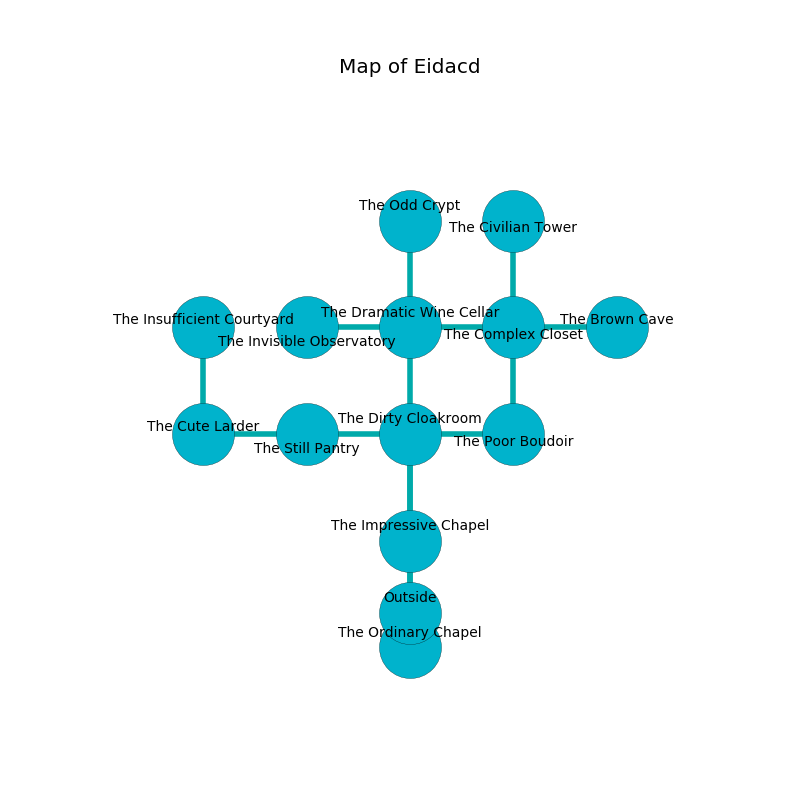 Map of Eidacd
The Odd Crypt
The Civilian Tower
The Dramatic Wine Cellar
The Insufficient Courtyard
The Brown Cave
The Complex Closet
The Invisible Observatory
The Dirty Cloakroom
The Cute Larder
The Poor Boudoir
The Still Pantry
The Impressive Chapel
Outside
The Ordinary Chapel